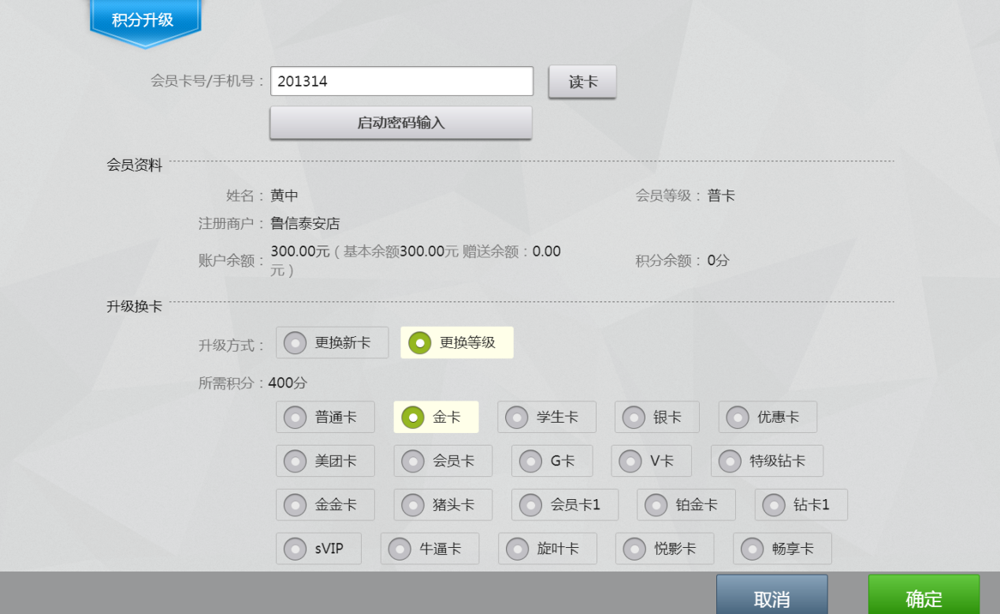 积分升级
会员卡号/手机号： 201314 读卡
启动密码输入
会员资料
姓名： 黄中 会员等级： 普卡
注册商户： 鲁信泰安店
账户余额： 300.00元（基本余额300.00元 赠送余额：0.00
元） 积分余额： 0分
升级换卡
升级方式： 更换新卡 更换等级
所需积分：400分
普通卡 金卡 学生卡 银卡 优惠卡
美团卡 会员卡 G卡 V卡 特级钻卡
金金卡 猪头卡 会员卡1 铂金卡 钻卡1
sVIP 牛逼卡 旋叶卡 悦影卡 畅享卡
取消 确定